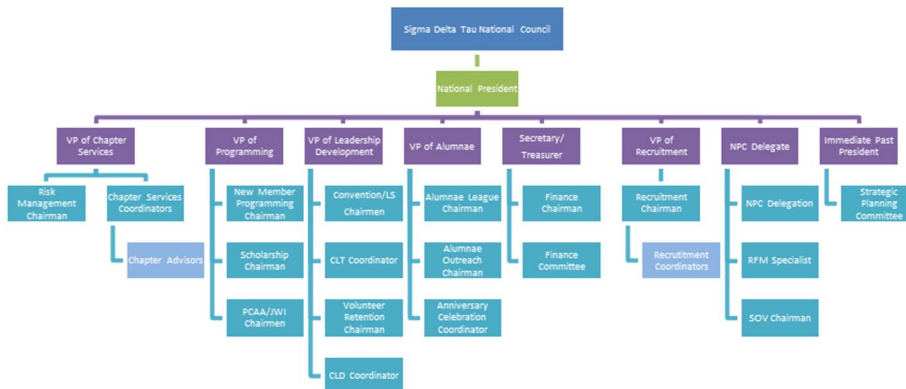 Sigma Delta Tau National Council
National President
VP of Chapter
Services
VP of
Programming
VP of Leadership
Development
VP of Alumnae
Secretary/
Treasurer
VP of
Recruitment
NPC Delegate
Immediate Past
President
Risk
Management
Chairman
Chapter Services
Coordinators
New Member
Programming
Chairman
Convention/LS
Chairmen
Alumnae League
Chairman
Finance
Chairman
Recruitment
Chairman
NPC Delegation
Strategic
Planning
Committee
Chapter Advisors
Scholarship
Chairman
CLT Coordinator
Alumnae
Outreach
Chairman
Finance
Committee
Recrutitment
Coordinators
RFM Specialist
PCAA/JWI
Chairmen
Volunteer
Retention
Chairman
Anniversary
Celebration
Coordinator
SOV Chairman
CLD Coordinator